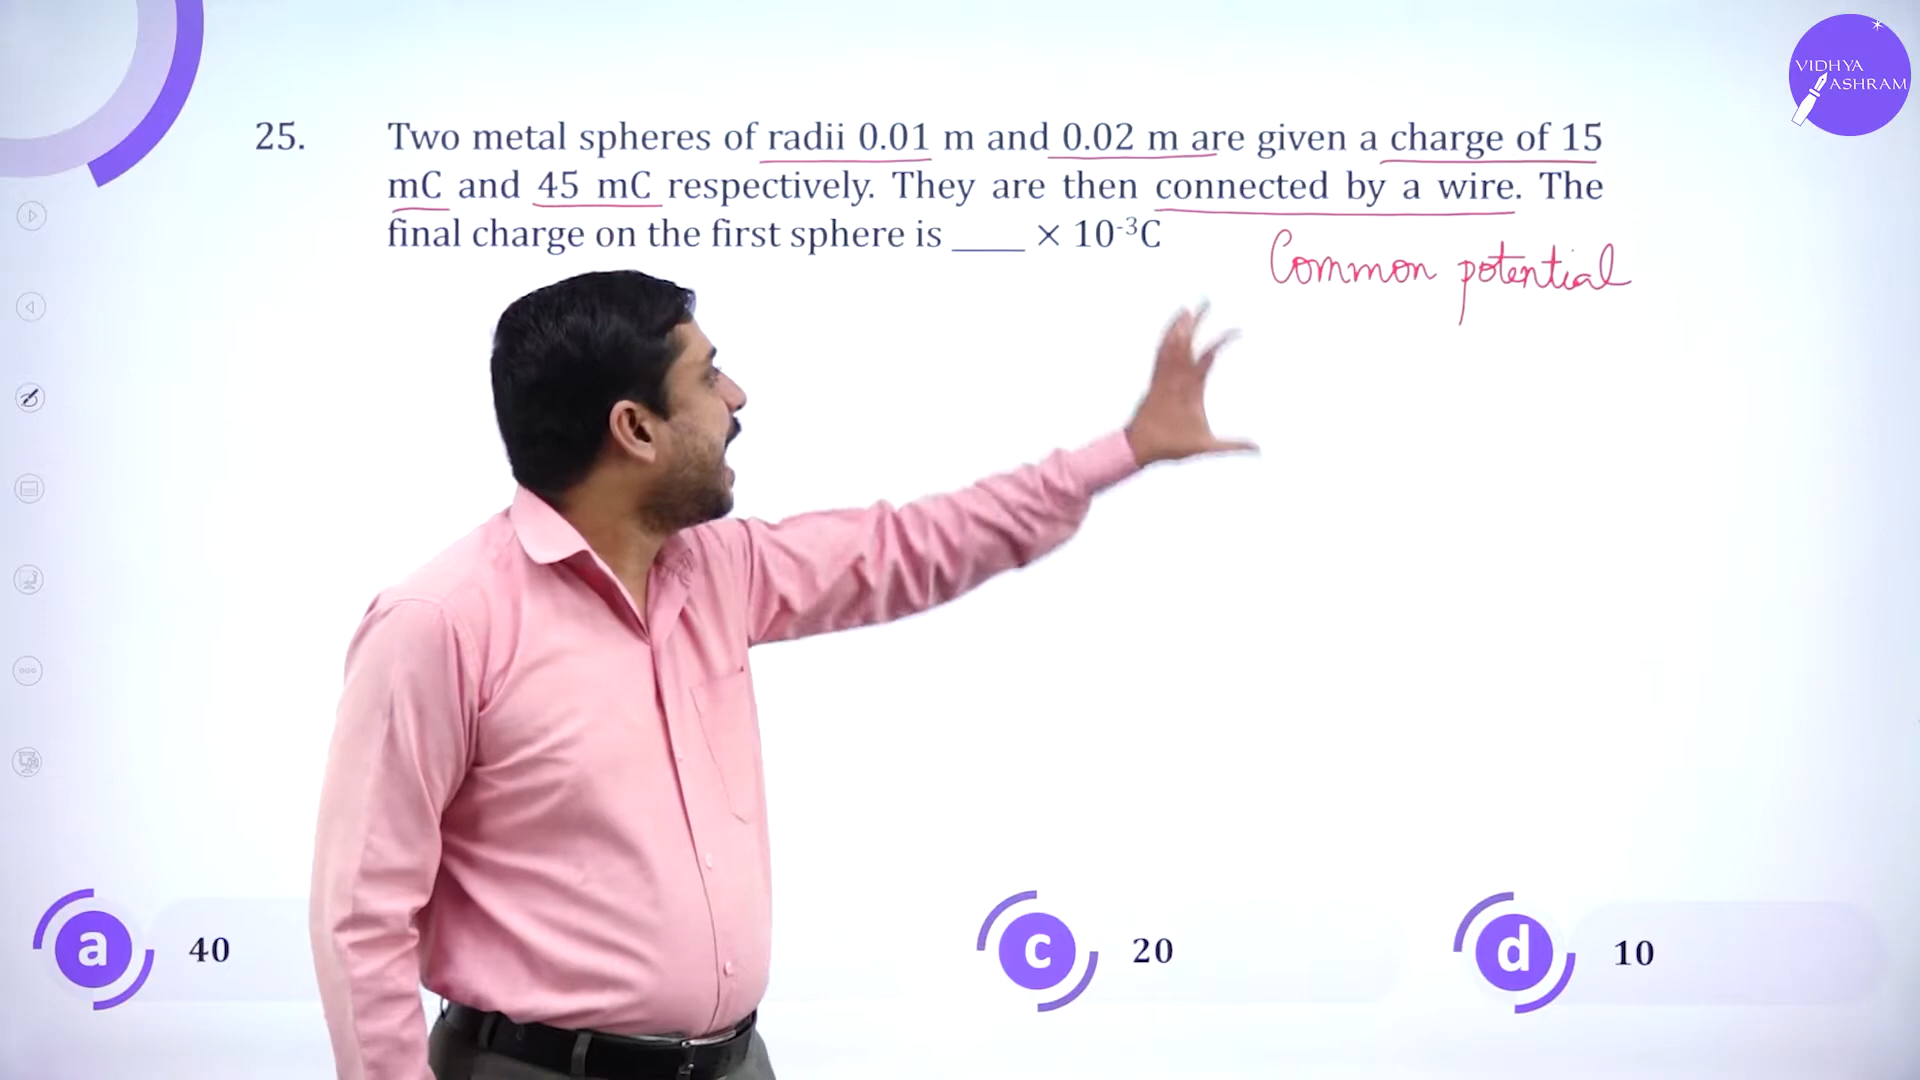 VIDHYA
ASHRAM
25. Two metal spheres of radii 0.01 m and 0.02 m are given a charge of 15
mC and 45 mC respectively. They are then connected by a wire. The
final charge on the first sphere is ____ × 10⁻³C
Common potential
a 40
c 20
d 10